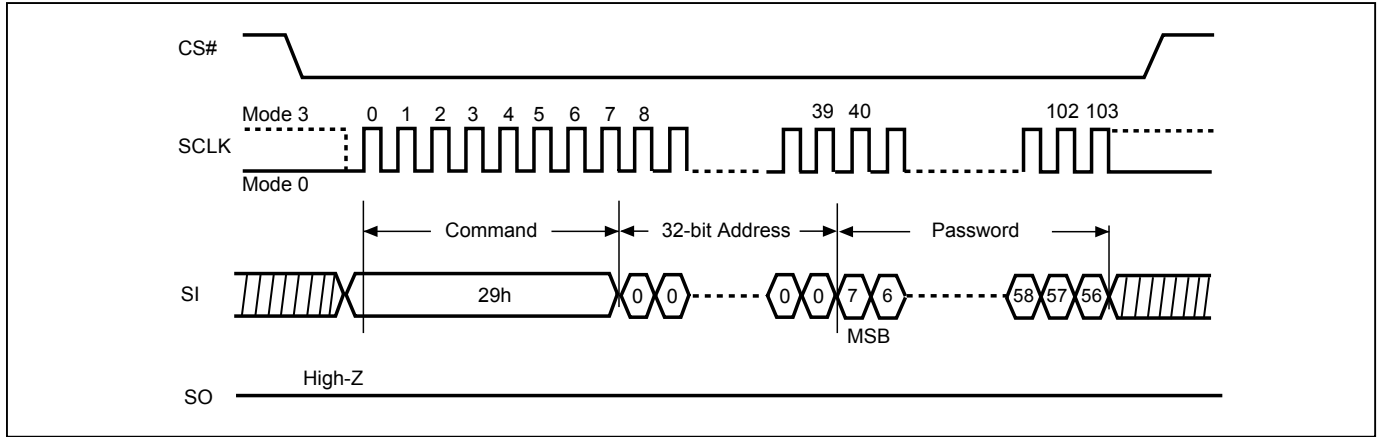 CS#
Mode 3 0 1 2 3 4 5 6 7 8 39 40 102 103
SCLK
Mode 0
Command 32-bit Address Password
SI 29h 0 0 0 0 7 6 58 57 56
MSB
High-Z
SO